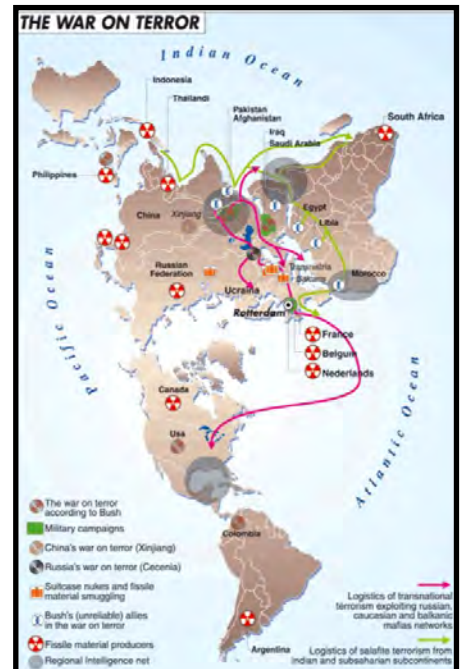 THE WAR ON TERROR
Indian Ocean
Indonesia
Thailandi
Pakistan
Afghanistan
Iraq
Saudi Arabia
South Africa
Philippines
China
Xinjiang
Egypt
Libia
Russian
Federation
Transnistria
Morocco
Ucraina
Rotterdam
France
Belgum
Nederlands
Pacific Ocean
Canada
Usa
Atlantic Ocean
Colombia
Argentina
The war on terror
according to Bush
Military campaigns
China's war on terror (Xinjiang)
Russia's war on terror (Cecenia)
Suitcase nukes and fissile
material smuggling
Bush's (unreliable) allies
in the war on terror
Fissile material producers
Regional Intelligence net
Logistics of transnational
terrorism exploiting russian,
caucasian and balkanic
mafias networks
Logistics of salafite terrorism from
Indian and subsaharian subcontinents